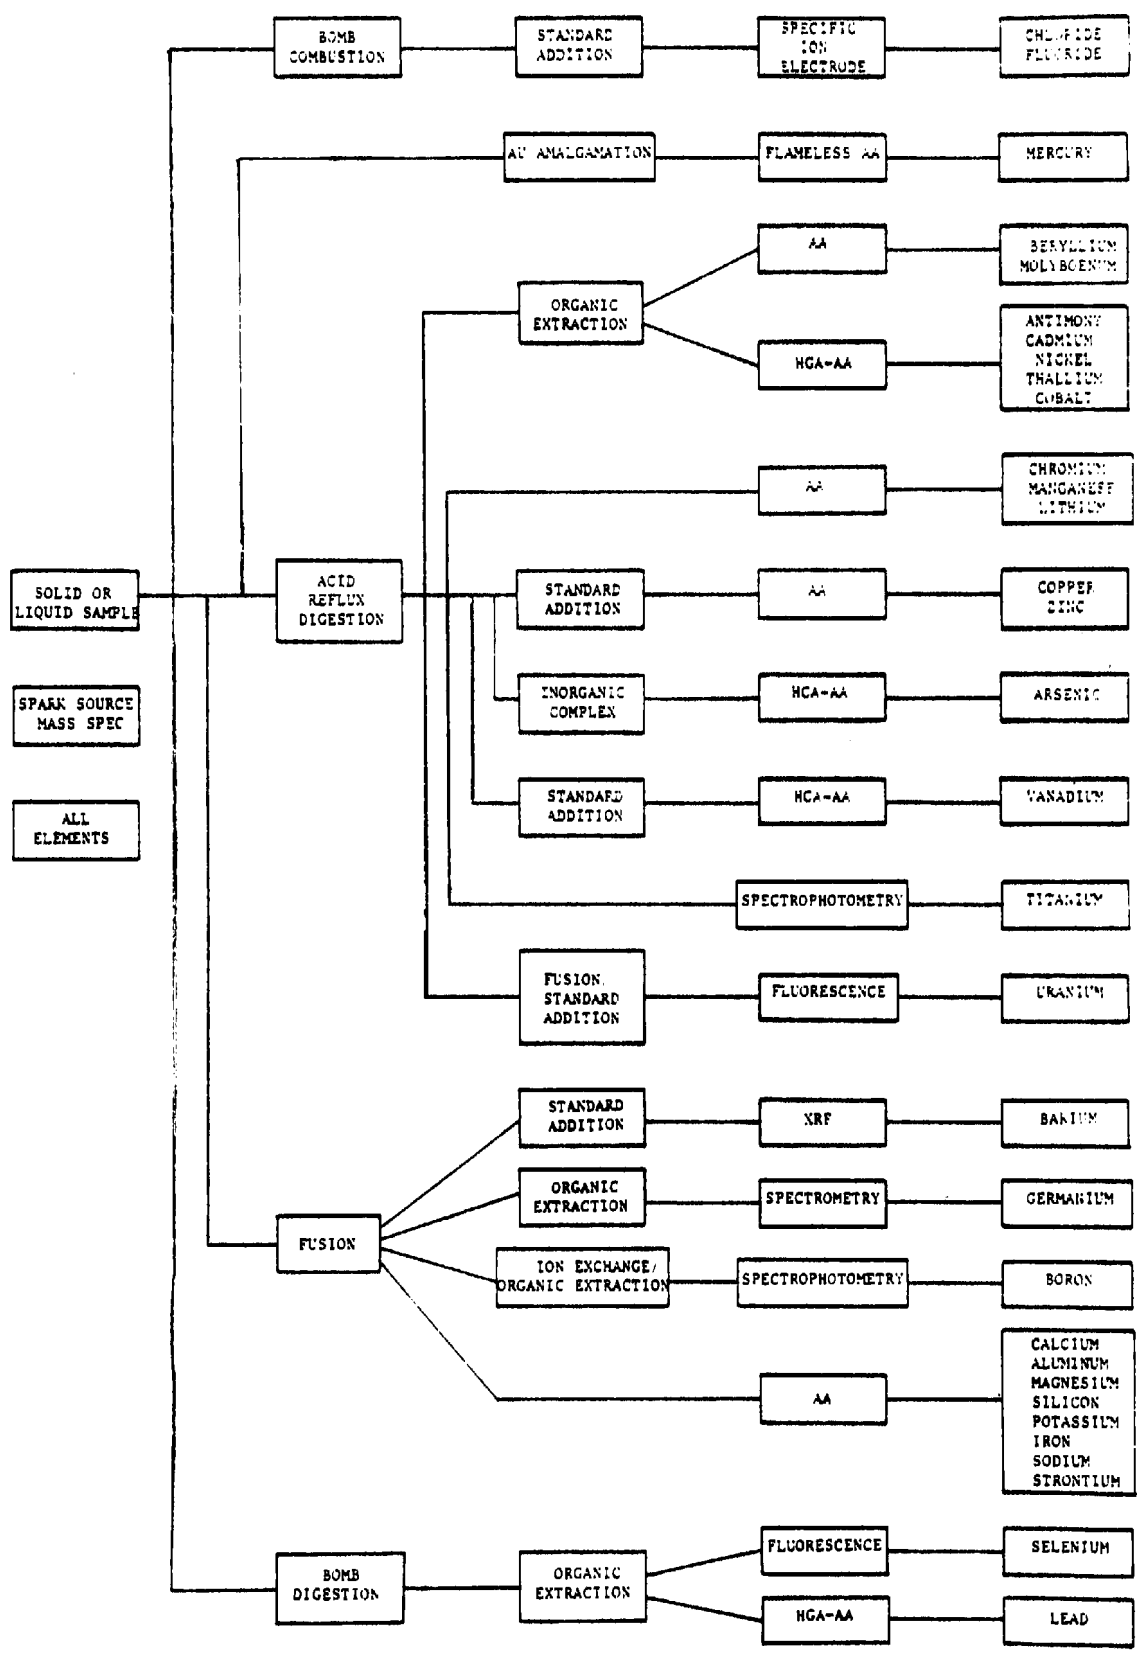 BOMB
COMBUSTION
STANDARD
ADDITION
SPECIFIC
ION
ELECTRODE
CHLORIDE
FLUORIDE
AU AMALGAMATION
FLAMELESS AA
MERCURY
ORGANIC
EXTRACTION
AA
BERYLLIUM
MOLYBDENUM
HGA-AA
ANTIMONY
CADMIUM
NICKEL
THALLIUM
COBALT
AA
CHROMIUM
MANGANESE
LITHIUM
SOLID OR
LIQUID SAMPLE
ACID
REFLUX
DIGESTION
STANDARD
ADDITION
AA
COPPER
ZINC
SPARK SOURCE
MASS SPEC
INORGANIC
COMPLEX
HGA-AA
ARSENIC
ALL
ELEMENTS
STANDARD
ADDITION
HGA-AA
VANADIUM
SPECTROPHOTOMETRY
TITANIUM
FUSION,
STANDARD
ADDITION
FLUORESCENCE
URANIUM
STANDARD
ADDITION
XRF
BARIUM
ORGANIC
EXTRACTION
SPECTROMETRY
GERMANIUM
FUSION
ION EXCHANGE/
ORGANIC EXTRACTION
SPECTROPHOTOMETRY
BORON
AA
CALCIUM
ALUMINUM
MAGNESIUM
SILICON
POTASSIUM
IRON
SODIUM
STRONTIUM
BOMB
DIGESTION
ORGANIC
EXTRACTION
FLUORESCENCE
SELENIUM
HGA-AA
LEAD